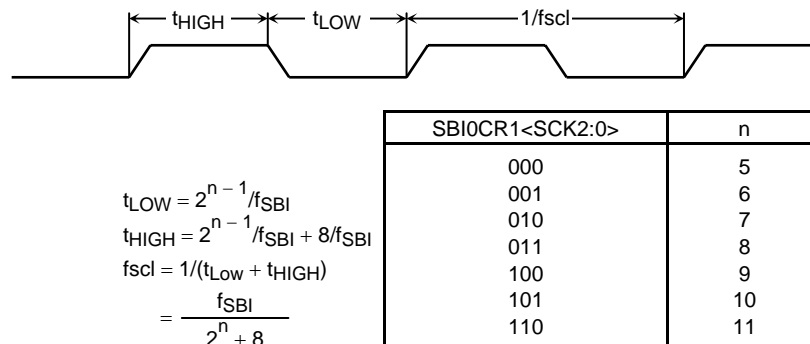 tHIGH tLOW 1/fscl
SBI0CR1<SCK2:0> n
000 5
001 6
010 7
011 8
100 9
101 10
110 11
tLOW = 2^(n − 1)/fSBI
tHIGH = 2^(n − 1)/fSBI + 8/fSBI
fscl = 1/(tLow + tHIGH)
= fSBI
2^n + 8